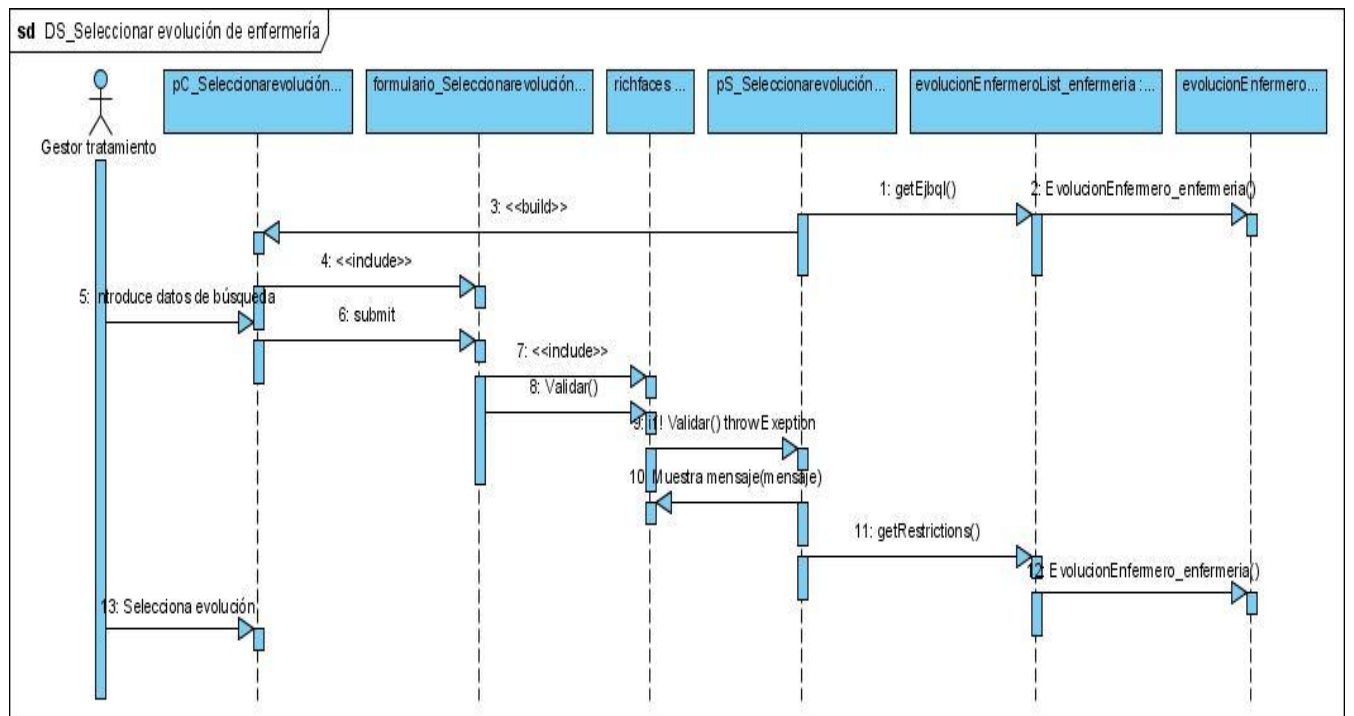 sd DS_Seleccionar evolución de enfermería
pC_Seleccionarevolución...
formulario_Seleccionarevolución...
richfaces ...
pS_Seleccionarevolución...
evolucionEnfermeroList_enfermeria :...
evolucionEnfermero...
Gestor tratamiento
1: getEjbql()
2: EvolucionEnfermero_enfermeria()
3: <<build>>
4: <<include>>
5: Introduce datos de búsqueda
6: submit
7: <<include>>
8: Validar()
9: if ! Validar() throwExeption
10: Muestra mensaje(mensaje)
11: getRestrictions()
12: EvolucionEnfermero_enfermeria()
13: Selecciona evolución